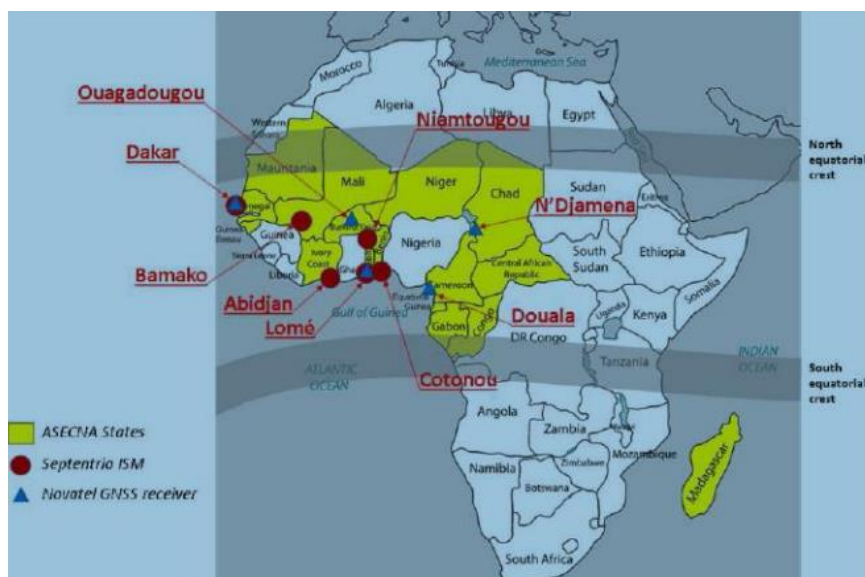 Mediterranean Sea
Morocco
Tunisia
Algeria
Libya
Egypt
Western
Ouagadougou
Niamtougou
Dakar
North
equatorial
crest
Mauritania
Mali
Niger
Chad
Sudan
Eritrea
N'Djamena
Guinea
Bissau
Guinea
Sierra Leone
Liberia
Ivory
Coast
Nigeria
Ethiopia
South
Sudan
Central African
Republic
Cameroon
Somalia
Bamako
Abidjan
Lomé
Gulf of Guinea
Equatorial
Guinea
Douala
Gabon
Congo
DR Congo
Uganda
Kenya
Cotonou
Tanzania
ATLANTIC
OCEAN
INDIAN
OCEAN
South
equatorial
crest
Angola
Zambia
Mozambique
Namibia
Zimbabwe
Botswana
Madagascar
South Africa
ASECNA States
Septentrio ISM
Novatel GNSS receiver